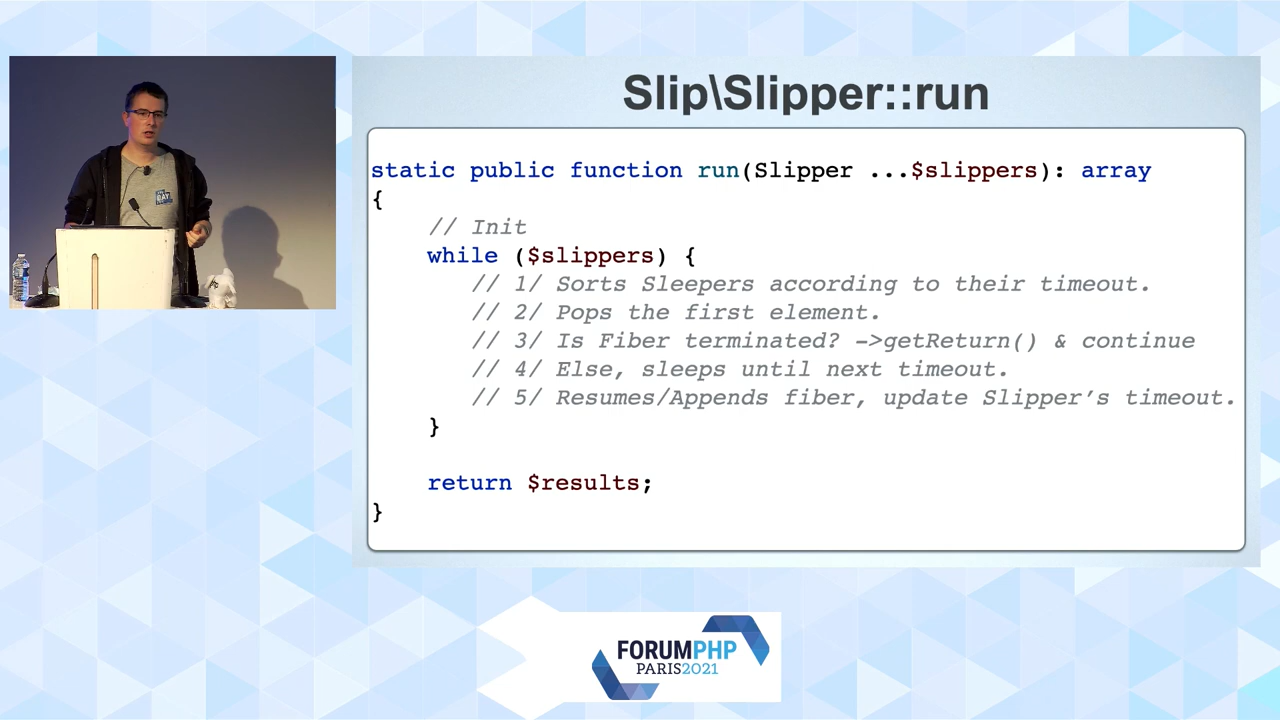 Slip\Slipper::run
static public function run(Slipper ...$slippers): array
{
// Init
while ($slippers) {
// 1/ Sorts Sleepers according to their timeout.
// 2/ Pops the first element.
// 3/ Is Fiber terminated? ->getReturn() & continue
// 4/ Else, sleeps until next timeout.
// 5/ Resumes/Appends fiber, update Slipper’s timeout.
}
return $results;
}
FORUMPHP
PARIS2021